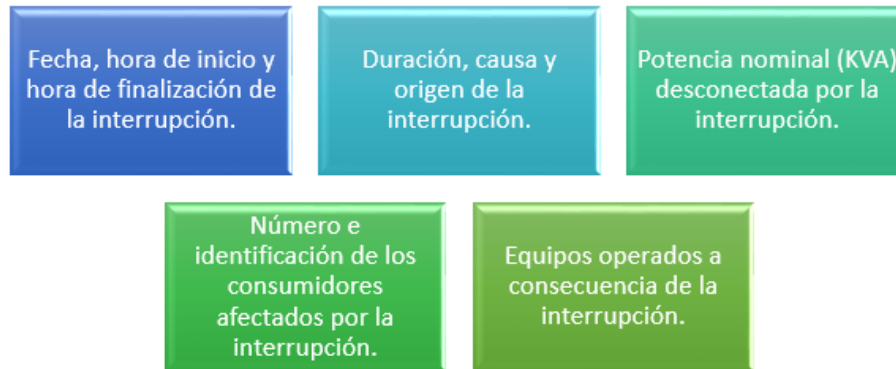 Fecha, hora de inicio y
hora de finalización de
la interrupción.
Duración, causa y
origen de la
interrupción.
Potencia nominal (KVA)
desconectada por la
interrupción.
Número e
identificación de los
consumidores
afectados por la
interrupción.
Equipos operados a
consecuencia de la
interrupción.